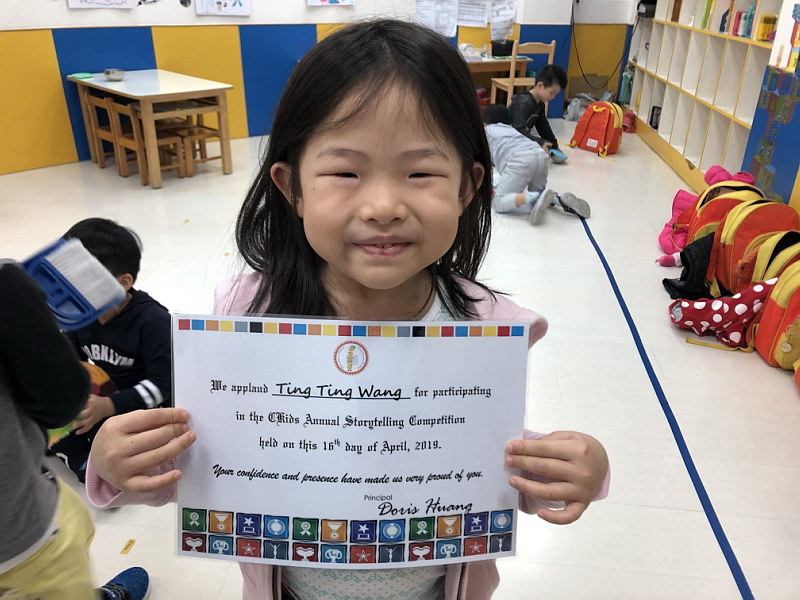 We applaud Ting Ting Wang for participating
in the CKids Annual Storytelling Competition
held on this 16th day of April, 2019.
Your confidence and presence have made us very proud of you.
Principal
Doris Huang